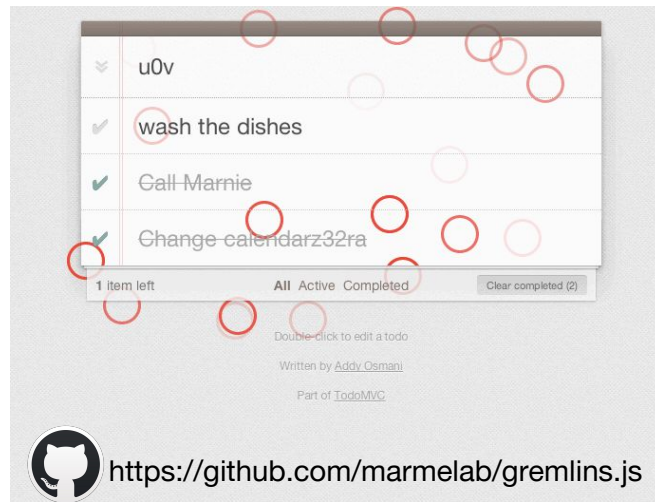 u0v
wash the dishes
Call Marnie
Change calendarz32ra
1 item left All Active Completed Clear completed (2)
Double-click to edit a todo
Written by Addy Osmani
Part of TodoMVC
https://github.com/marmelab/gremlins.js